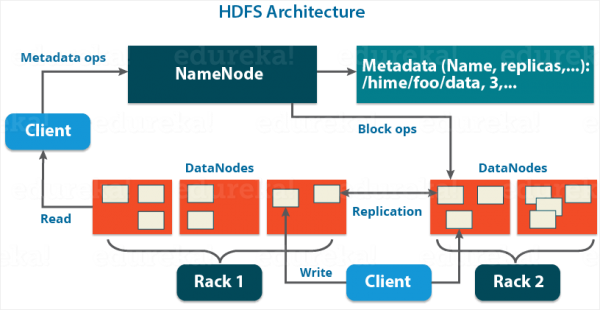 HDFS Architecture
Metadata ops
edureka!
NameNode
Metadata (Name, replicas,...):
/hime/foo/data, 3,...
Client
Block ops
DataNodes
DataNodes
Read
Replication
Write
Rack 1
Client
Rack 2